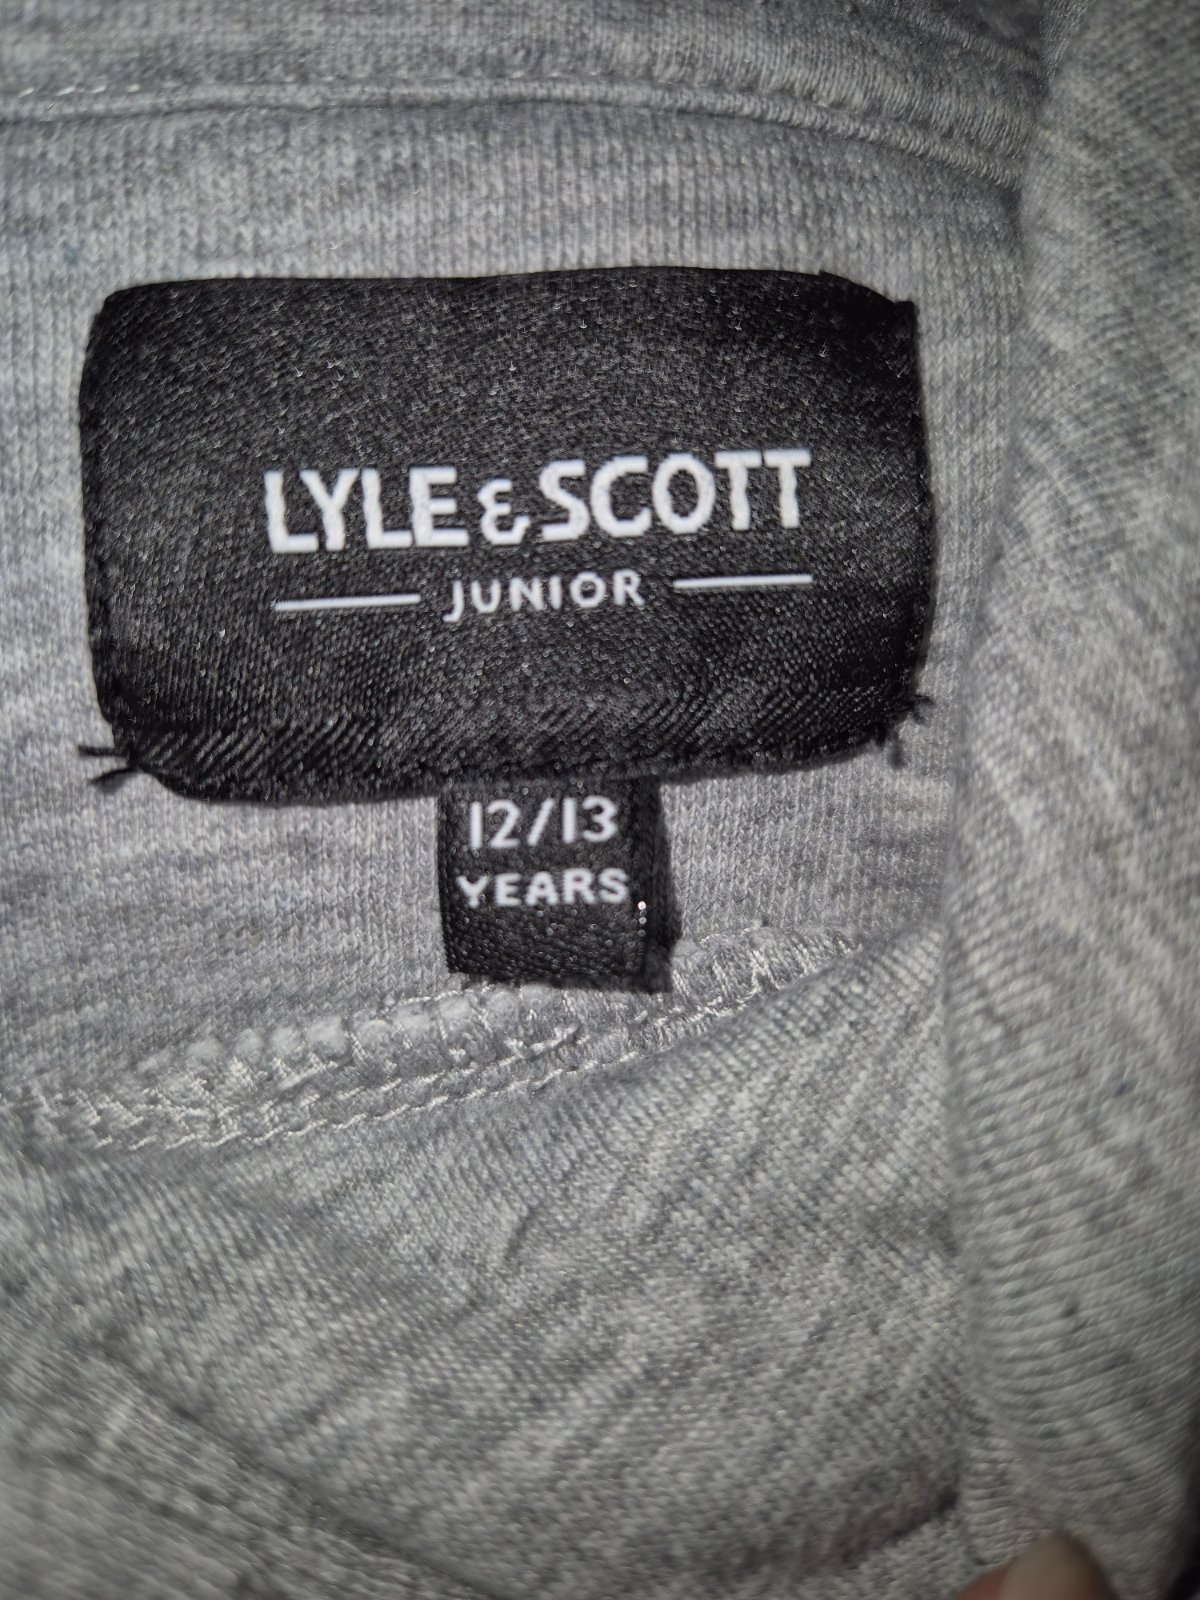 LYLE & SCOTT
JUNIOR
12/13
YEARS